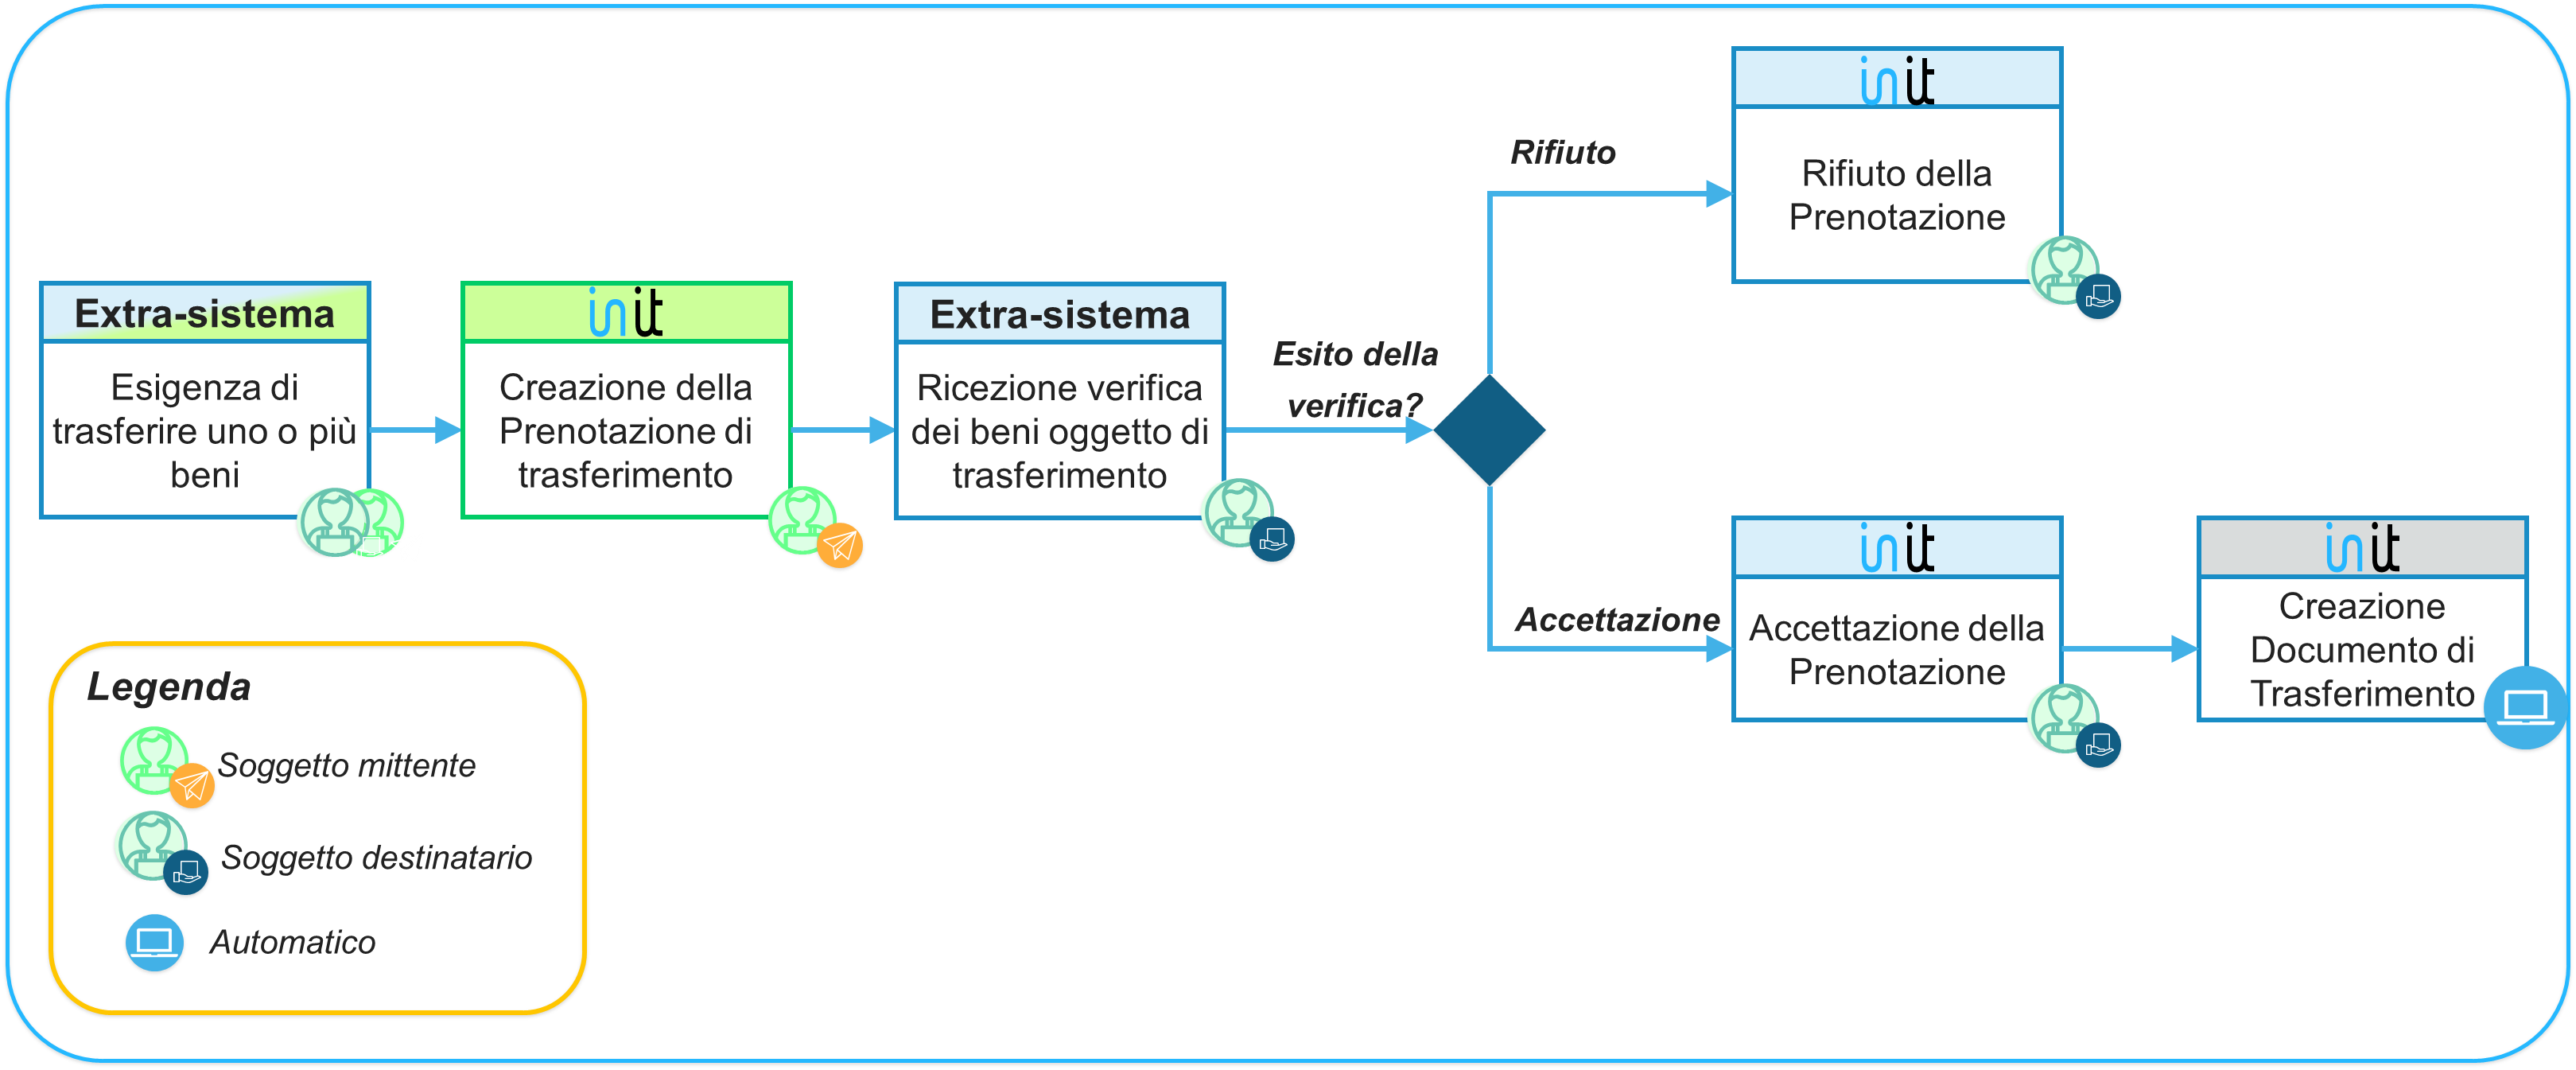 Extra-sistema
Esigenza di
trasferire uno o più
beni
init
Creazione della
Prenotazione di
trasferimento
Extra-sistema
Ricezione verifica
dei beni oggetto di
trasferimento
Esito della
verifica?
Rifiuto
init
Rifiuto della
Prenotazione
Accettazione
init
Accettazione della
Prenotazione
init
Creazione
Documento di
Trasferimento
Legenda
Soggetto mittente
Soggetto destinatario
Automatico